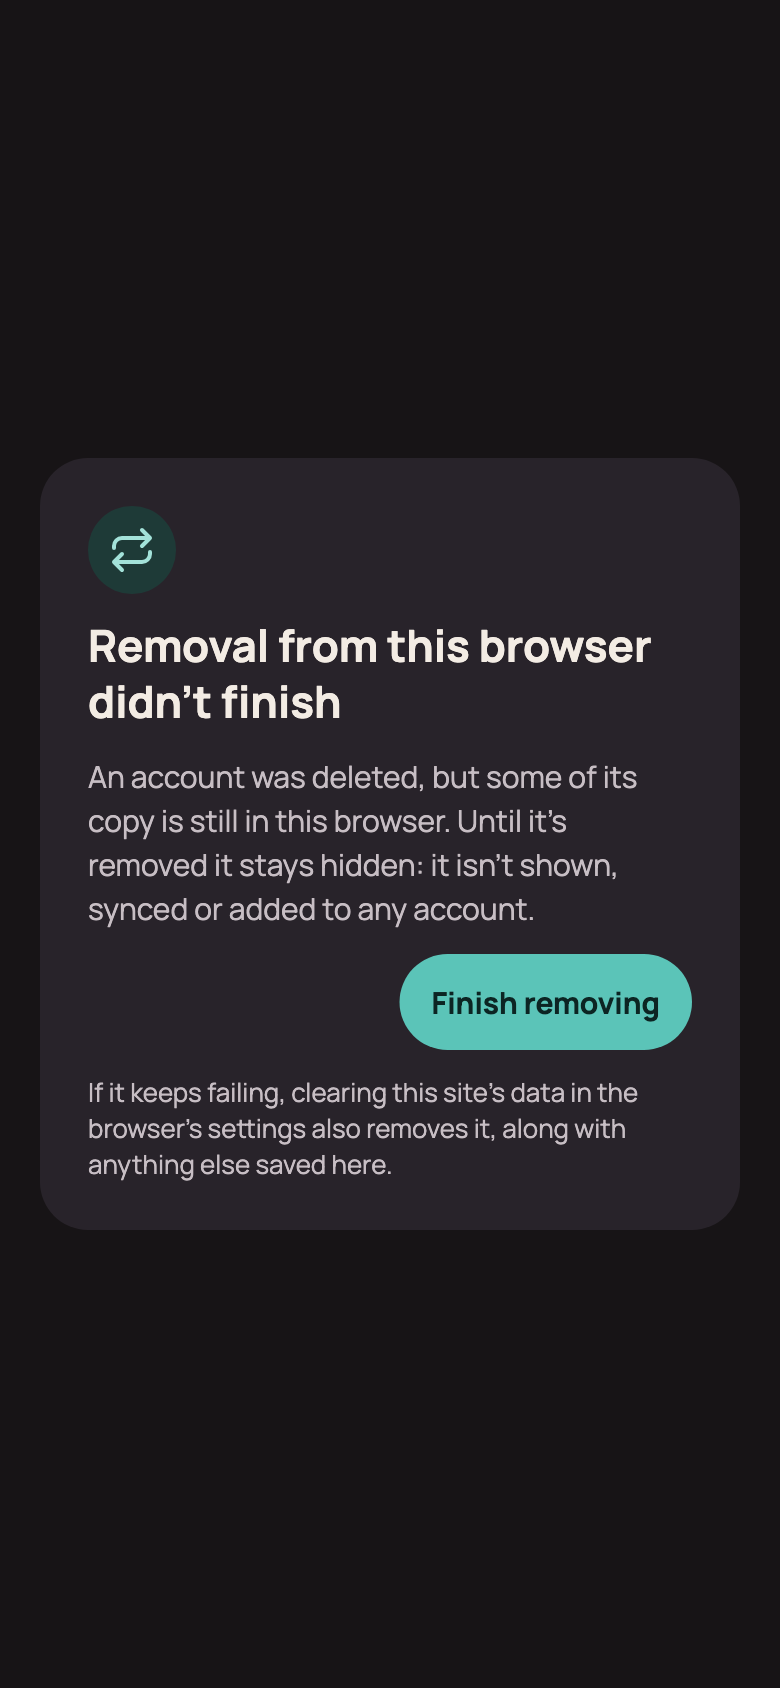 Removal from this browser
didn’t finish
An account was deleted, but some of its
copy is still in this browser. Until it’s
removed it stays hidden: it isn’t shown,
synced or added to any account.
Finish removing
If it keeps failing, clearing this site’s data in the
browser’s settings also removes it, along with
anything else saved here.